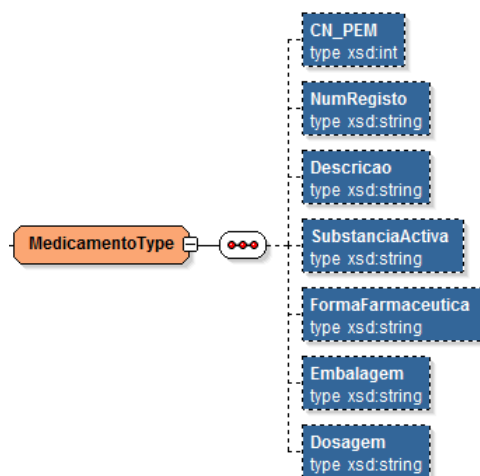 CN_PEM
type xsd:int
NumRegisto
type xsd:string
Descricao
type xsd:string
MedicamentoType
SubstanciaActiva
type xsd:string
FormaFarmaceutica
type xsd:string
Embalagem
type xsd:string
Dosagem
type xsd:string